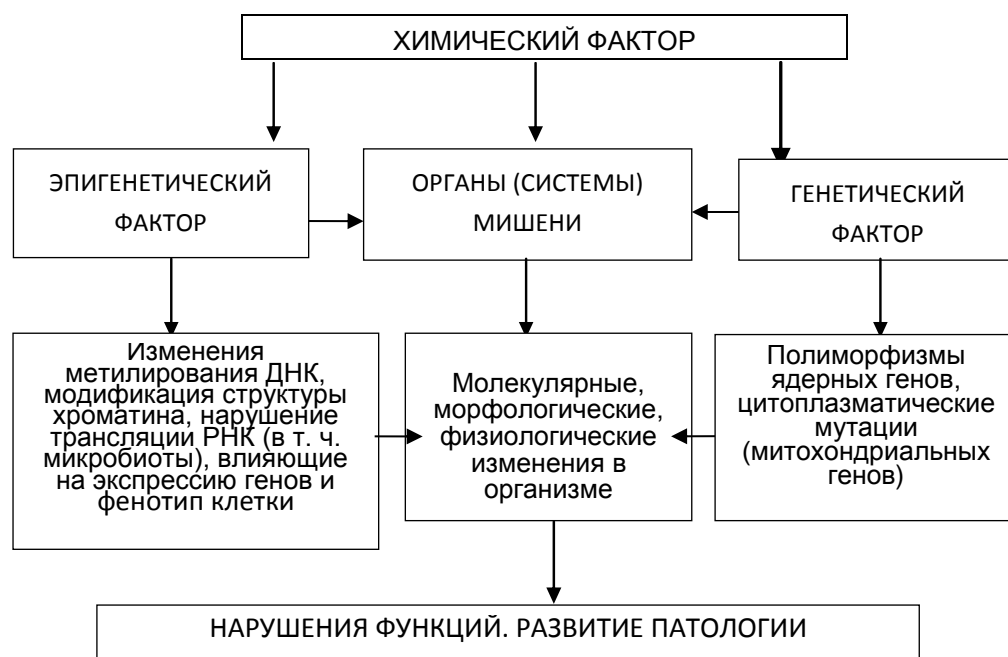 ХИМИЧЕСКИЙ ФАКТОР
ЭПИГЕНЕТИЧЕСКИЙ
ФАКТОР
ОРГАНЫ (СИСТЕМЫ)
МИШЕНИ
ГЕНЕТИЧЕСКИЙ
ФАКТОР
Изменения
метилирования ДНК,
модификация структуры
хроматина, нарушение
трансляции РНК (в т. ч.
микробиоты), влияющие
на экспрессию генов и
фенотип клетки
Молекулярные,
морфологические,
физиологические
изменения в
организме
Полиморфизмы
ядерных генов,
цитоплазматические
мутации
(митохондриальных
генов)
НАРУШЕНИЯ ФУНКЦИЙ. РАЗВИТИЕ ПАТОЛОГИИ